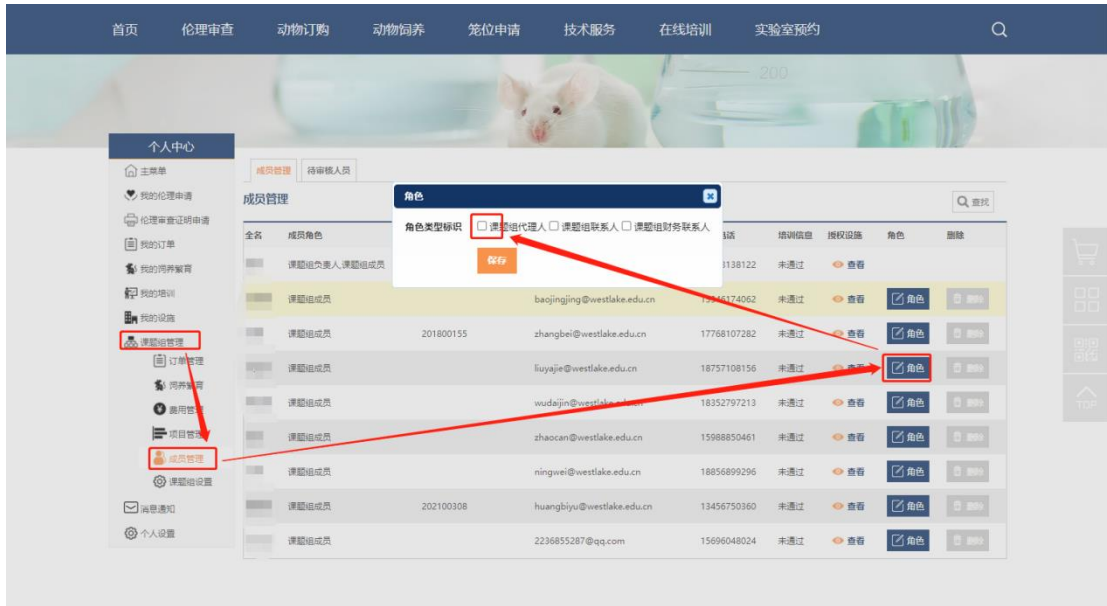 首页 伦理审查 动物订购 动物饲养 笼位申请 技术服务 在线培训 实验室预约
200
个人中心
主菜单
我的伦理申请
伦理审查证明申请
我的订单
我的饲养繁育
我的培训
我的设施
课题组管理
订单管理
饲养繁育
费用管理
项目管理
成员管理
课题组设置
消息通知
个人设置
成员管理 待审核人员
成员管理 查找
角色
角色类型标识 课题组代理人 课题组联系人 课题组财务联系人
保存
全名 成员角色 培训信息 授权设施 角色 删除
课题组负责人,课题组成员 138122 未通过 查看
课题组成员 baojingjing@westlake.edu.cn 15346174062 未通过 查看 角色
课题组成员 201800155 zhangbei@westlake.edu.cn 17768107282 未通过 查看 角色
课题组成员 liuyajie@westlake.edu.cn 18757108156 未通过 查看 角色
课题组成员 wudaijin@westlake.edu.cn 18352797213 未通过 查看 角色
课题组成员 zhaocan@westlake.edu.cn 15988850461 未通过 查看 角色
课题组成员 ningwei@westlake.edu.cn 18856899296 未通过 查看 角色
课题组成员 202100308 huangbiyu@westlake.edu.cn 13456750360 未通过 查看 角色
课题组成员 2236855287@qq.com 15696048024 未通过 查看 角色
TOP